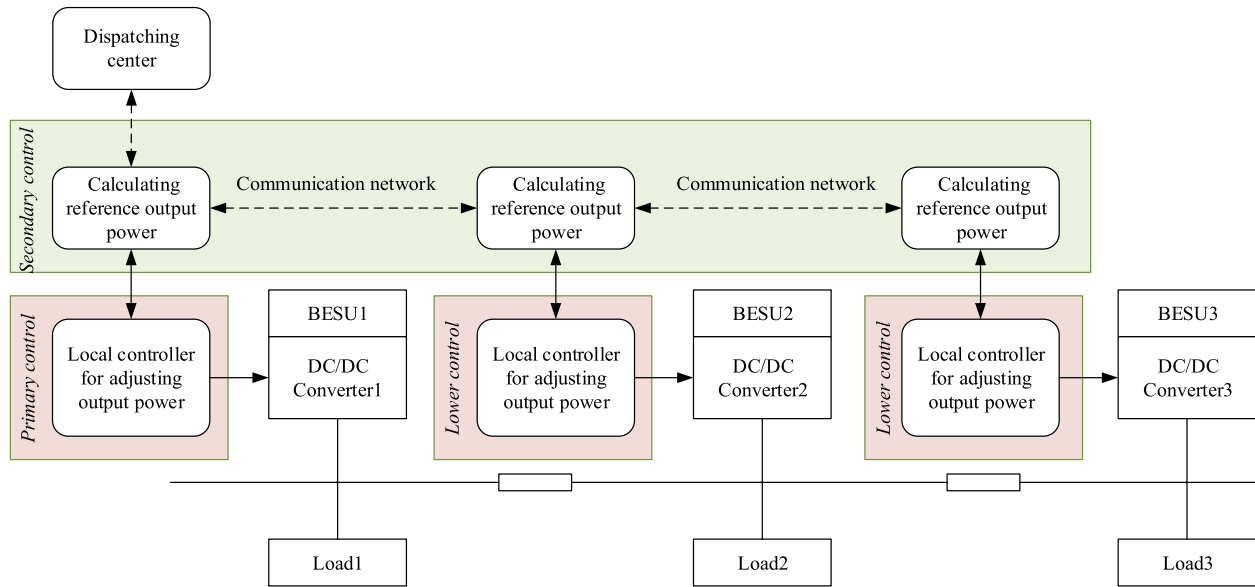 Dispatching
center
Secondary control
Calculating
reference output
power
Communication network
Calculating
reference output
power
Communication network
Calculating
reference output
power
Primary control
Local controller
for adjusting
output power
BESU1
DC/DC
Converter1
Lower control
Local controller
for adjusting
output power
BESU2
DC/DC
Converter2
Lower control
Local controller
for adjusting
output power
BESU3
DC/DC
Converter3
Load1
Load2
Load3